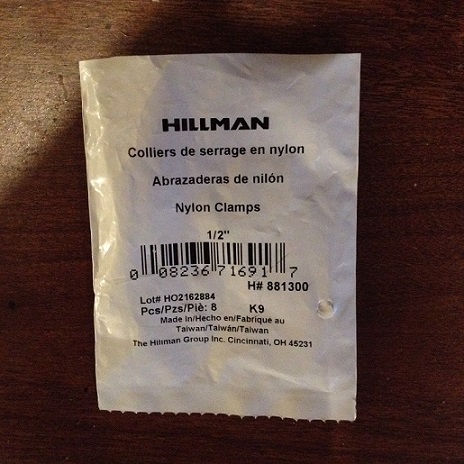 HILLMAN
Colliers de serrage en nylon
Abrazaderas de nilón
Nylon Clamps
1/2"
0 08236 71691 7
H# 881300
Lot# HO2162884
Pcs/Pzs/Piè: 8 K9
Made In/Hecho en/Fabrique au
Taiwan/Taiwán/Taiwan
The Hillman Group Inc. Cincinnati, OH 45231